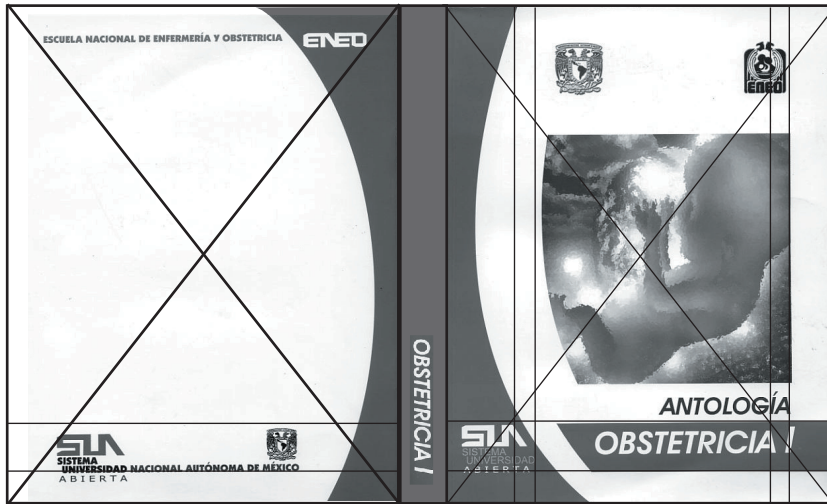 ESCUELA NACIONAL DE ENFERMERÍA Y OBSTETRICIA
ENEO
SUA
SISTEMA
UNIVERSIDAD NACIONAL AUTÓNOMA DE MÉXICO
ABIERTA
OBSTETRICIA I
ENEO
ANTOLOGÍA
OBSTETRICIA I
SUA
SISTEMA
UNIVERSIDAD
ABIERTA